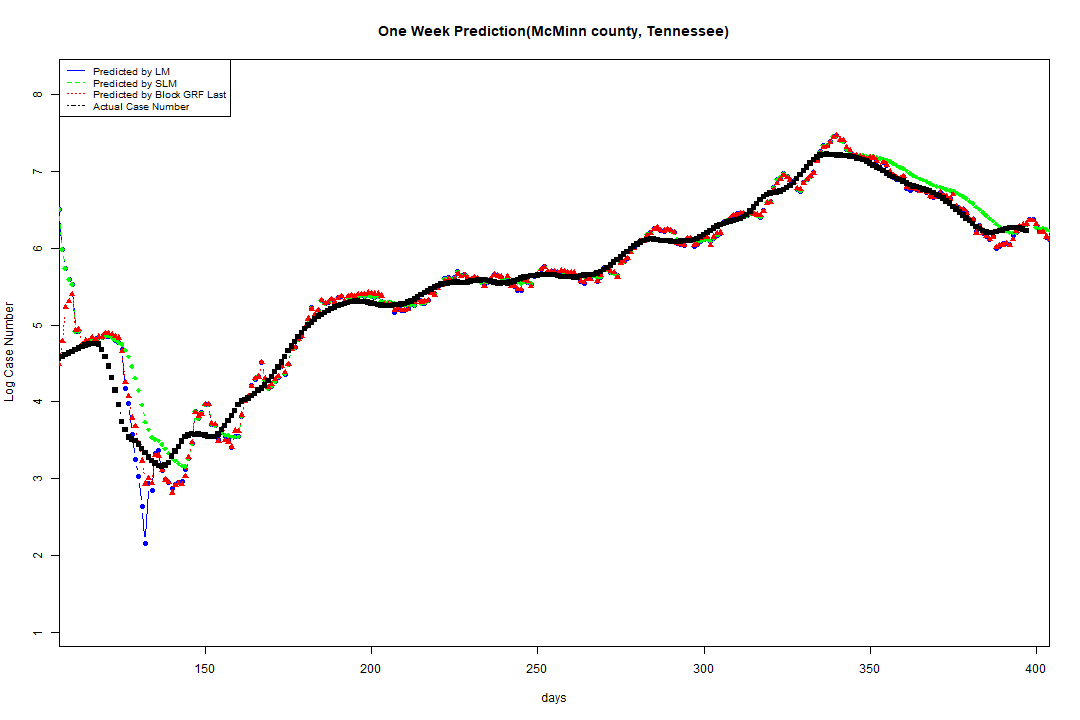 One Week Prediction(McMinn county, Tennessee)
Predicted by LM
Predicted by SLM
Predicted by Block GRF Last
Actual Case Number
8
7
6
5
4
3
2
1
Log Case Number
150 200 250 300 350 400
days